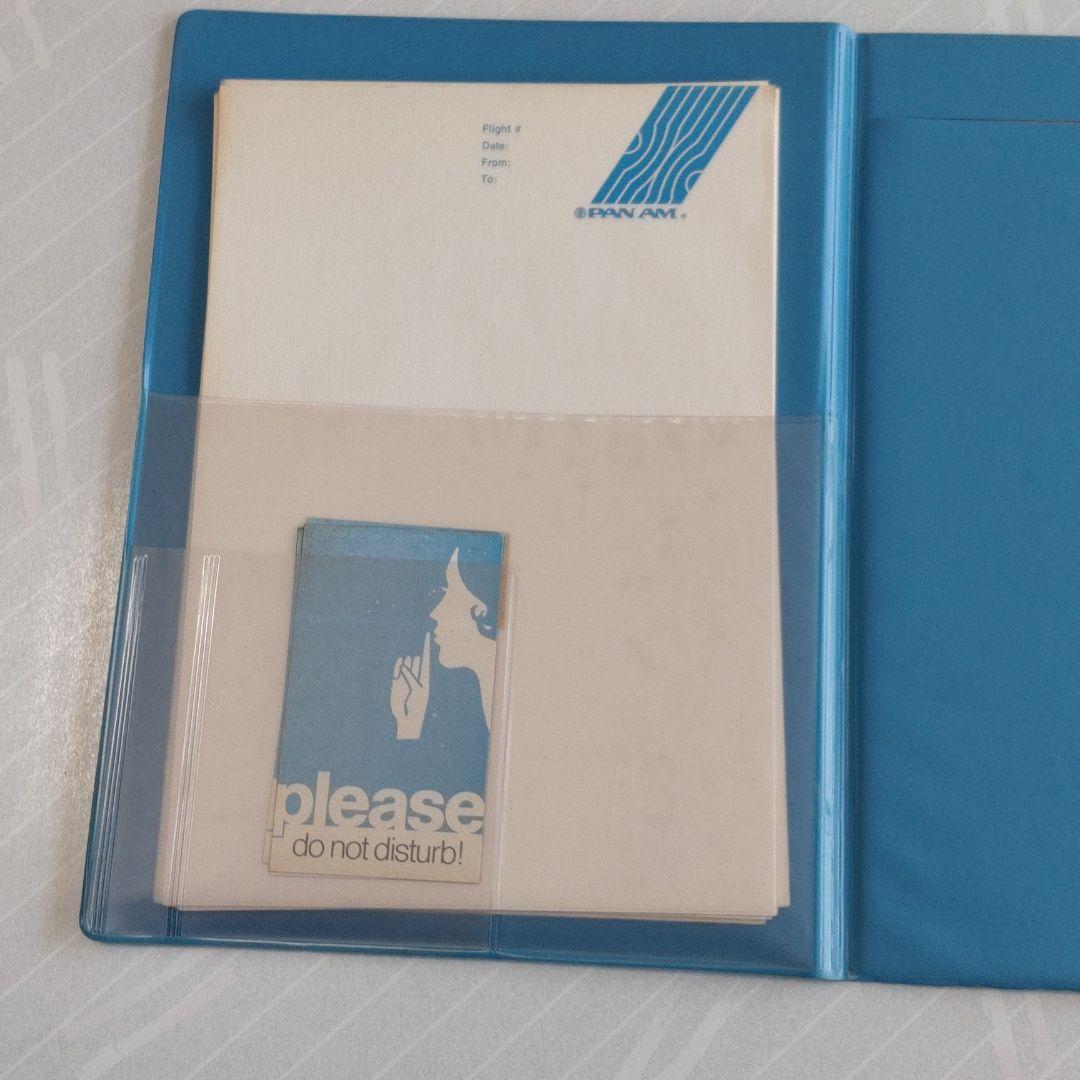 Flight #
Date:
From:
To:
PAN AM®
please
do not disturb!